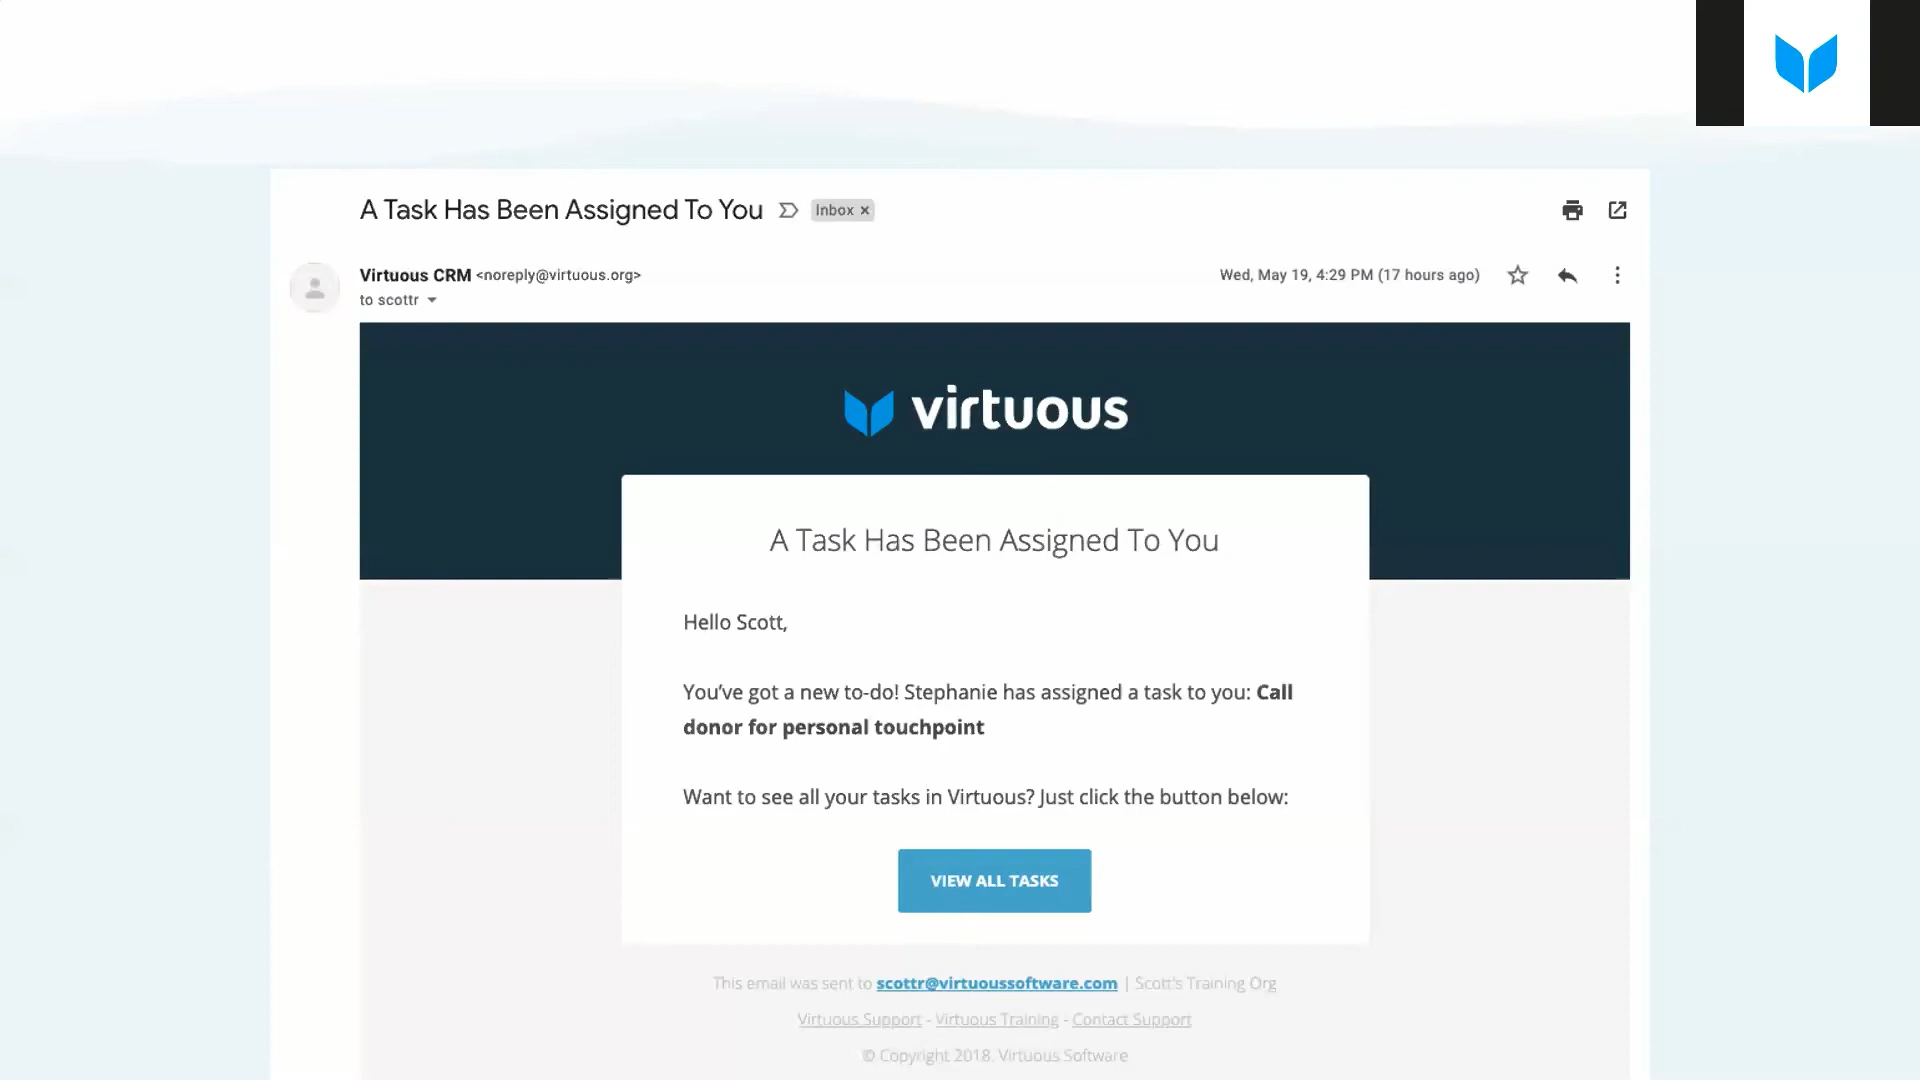 A Task Has Been Assigned To You Inbox x
Virtuous CRM <noreply@virtuous.org> Wed, May 19, 4:29 PM (17 hours ago)
to scottr
virtuous
A Task Has Been Assigned To You
Hello Scott,
You’ve got a new to-do! Stephanie has assigned a task to you: Call
donor for personal touchpoint
Want to see all your tasks in Virtuous? Just click the button below:
VIEW ALL TASKS
This email was sent to scottr@virtuoussoftware.com | Scott's Training Org
Virtuous Support - Virtuous Training - Contact Support
© Copyright 2018. Virtuous Software